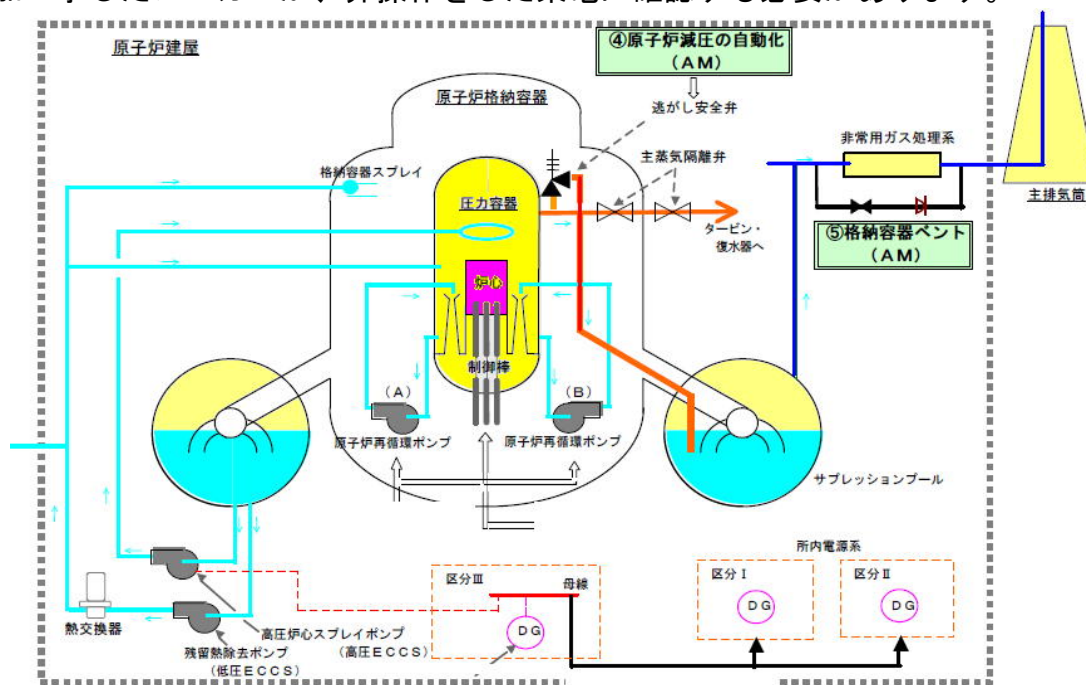 必要があります。
原子炉建屋
④原子炉減圧の自動化
（ＡＭ）
原子炉格納容器
逃がし安全弁
非常用ガス処理系
主蒸気隔離弁
格納容器スプレイ
圧力容器
主排気筒
タービン・
復水器へ
⑤格納容器ベント
（ＡＭ）
炉心
制御棒
（Ａ）
（Ｂ）
原子炉再循環ポンプ
原子炉再循環ポンプ
サプレッションプール
所内電源系
区分Ⅲ
母線
区分Ⅰ
区分Ⅱ
ＤＧ
ＤＧ
ＤＧ
熱交換器
高圧炉心スプレイポンプ
（高圧ＥＣＣＳ）
残留熱除去ポンプ
（低圧ＥＣＣＳ）